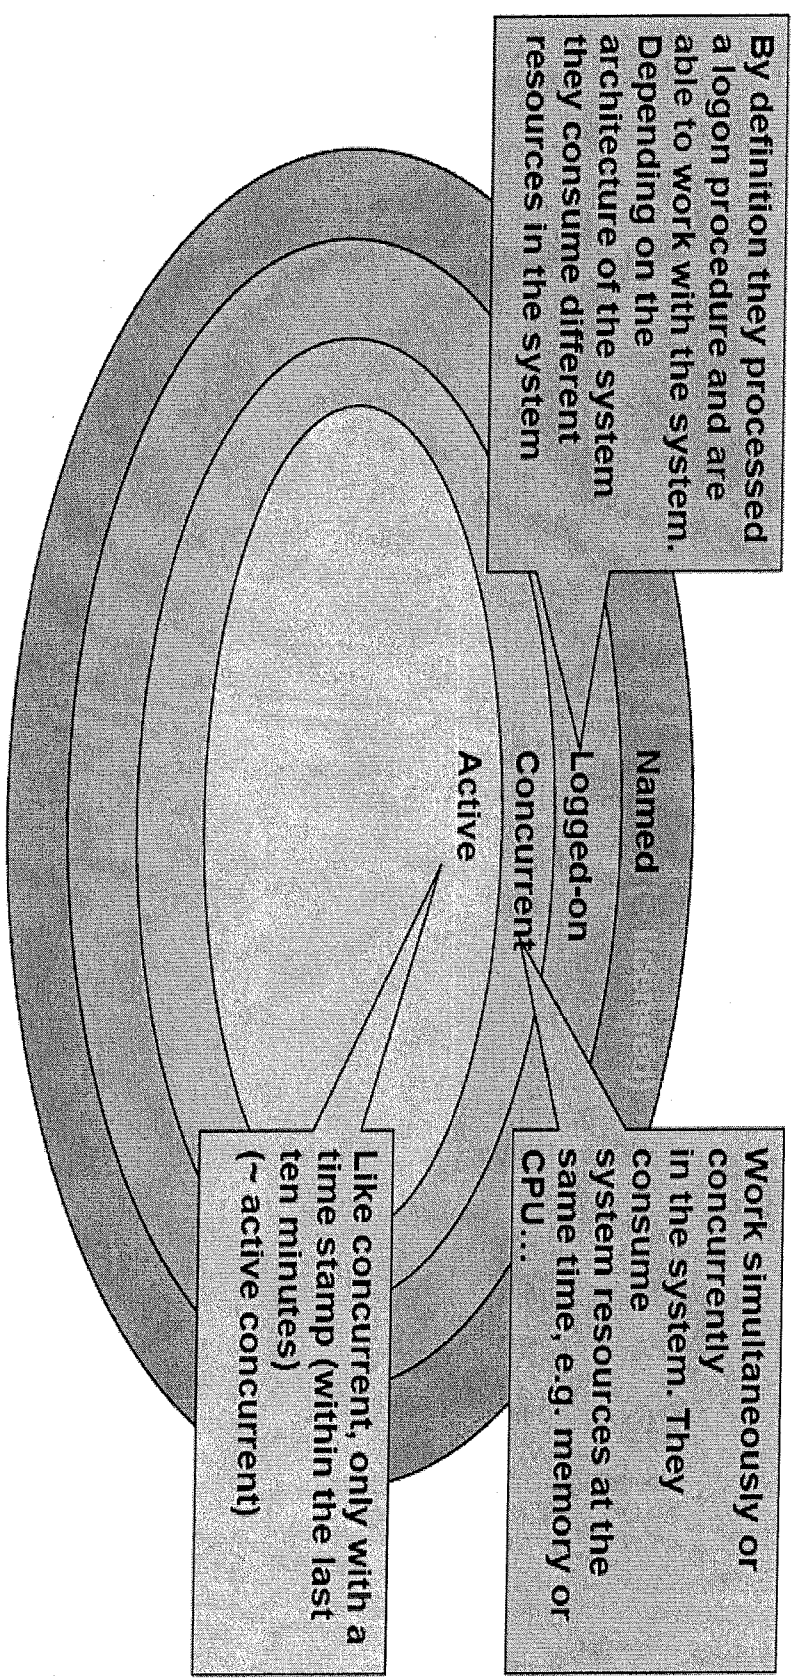 By definition they processed
a logon procedure and are
able to work with the system.
Depending on the
architecture of the system
they consume different
resources in the system
Work simultaneously or
concurrently
in the system. They
consume
system resources at the
same time, e.g. memory or
CPU...
Named
Logged-on
Concurrent
Active
Like concurrent, only with a
time stamp (within the last
ten minutes)
(~ active concurrent)